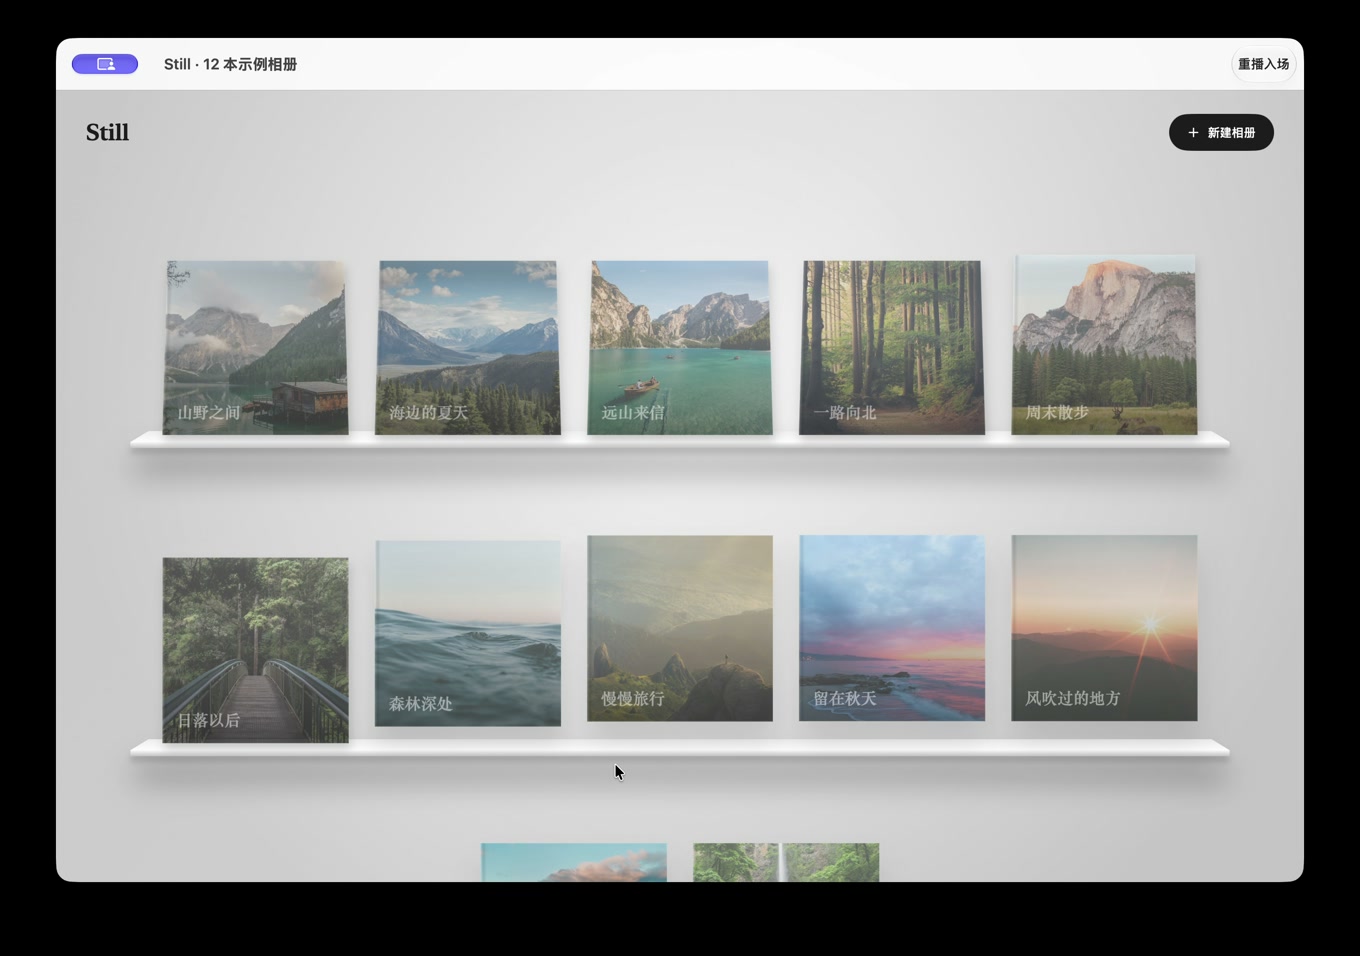 Still · 12 本示例相册
重播入场
Still
+ 新建相册
山野之间
海边的夏天
远山来信
一路向北
周末散步
日落以后
森林深处
慢慢旅行
留在秋天
风吹过的地方